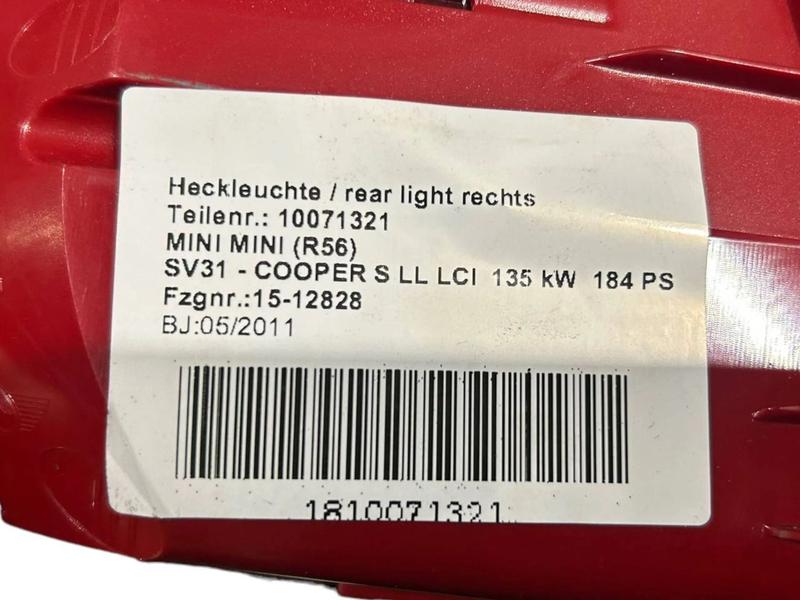 Heckleuchte / rear light rechts
Teilenr.: 10071321
MINI MINI (R56)
SV31 - COOPER S LL LCI 135 kW 184 PS
Fzgnr.:15-12828
BJ:05/2011
1810071321